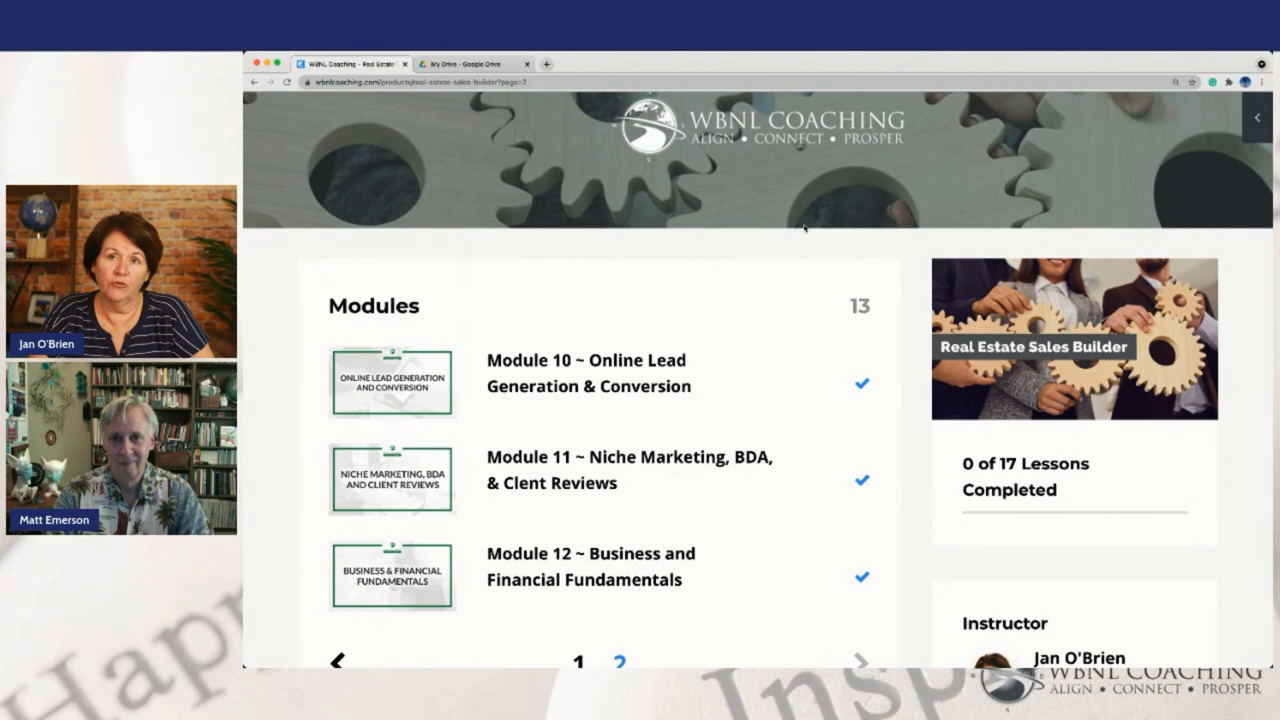 WBNL Coaching - Real Estate
My Drive - Google Drive
wbnlcoaching.com/products/real-estate-sales-builder?page=2
WBNL COACHING
ALIGN • CONNECT • PROSPER
Jan O'Brien
Matt Emerson
Modules
13
ONLINE LEAD GENERATION
AND CONVERSION
Module 10 ~ Online Lead
Generation & Conversion
NICHE MARKETING, BDA
AND CLIENT REVIEWS
Module 11 ~ Niche Marketing, BDA,
& Clent Reviews
BUSINESS & FINANCIAL
FUNDAMENTALS
Module 12 ~ Business and
Financial Fundamentals
1 2
Real Estate Sales Builder
0 of 17 Lessons
Completed
Instructor
Jan O'Brien
WBNL COACHING
ALIGN • CONNECT • PROSPER
Hap
Insp